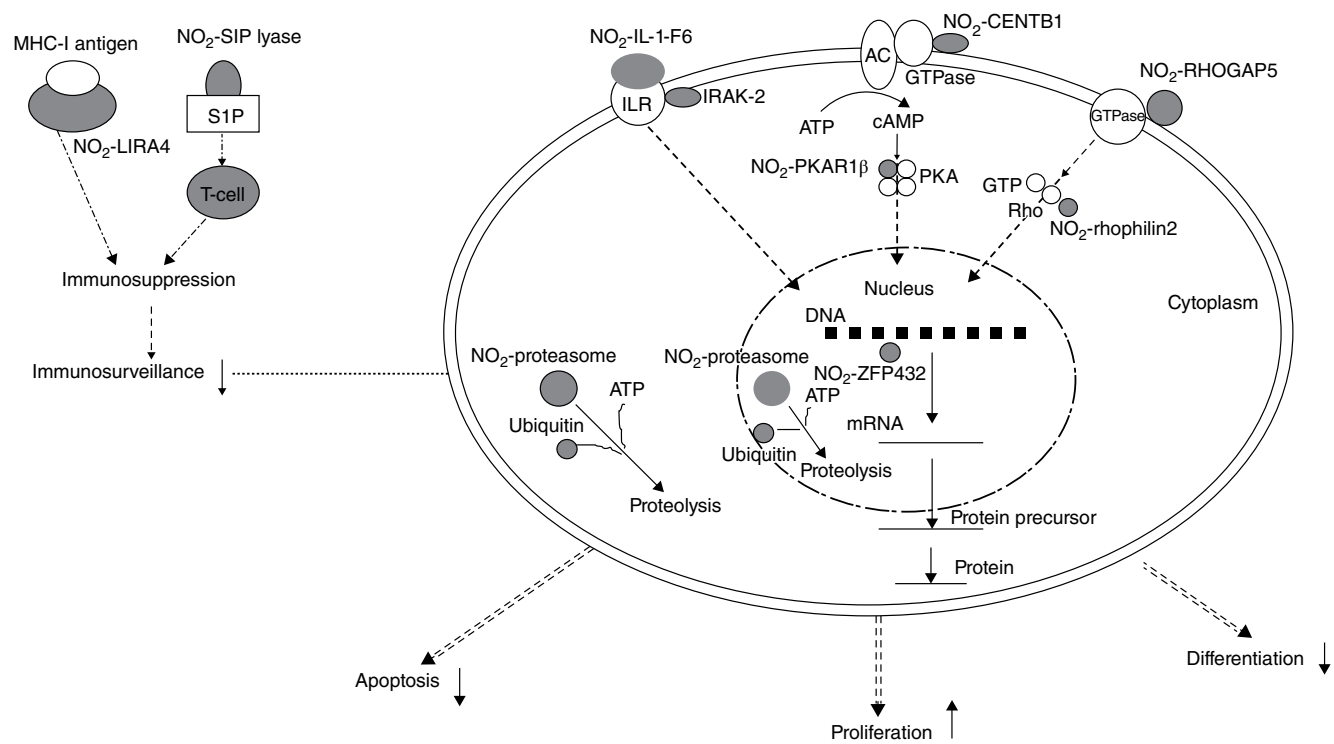 MHC-I antigen
NO2-SIP lyase
S1P
NO2-LIRA4
T-cell
Immunosuppression
Immunosurveillance
NO2-IL-1-F6
ILR
IRAK-2
AC
NO2-CENTB1
GTPase
ATP
cAMP
NO2-PKAR1β
PKA
NO2-RHOGAP5
GTPase
GTP
Rho
NO2-rhophilin2
Nucleus
Cytoplasm
DNA
NO2-ZFP432
mRNA
NO2-proteasome
ATP
Ubiquitin
Proteolysis
NO2-proteasome
ATP
Ubiquitin
Proteolysis
Protein precursor
Protein
Apoptosis
Proliferation
Differentiation